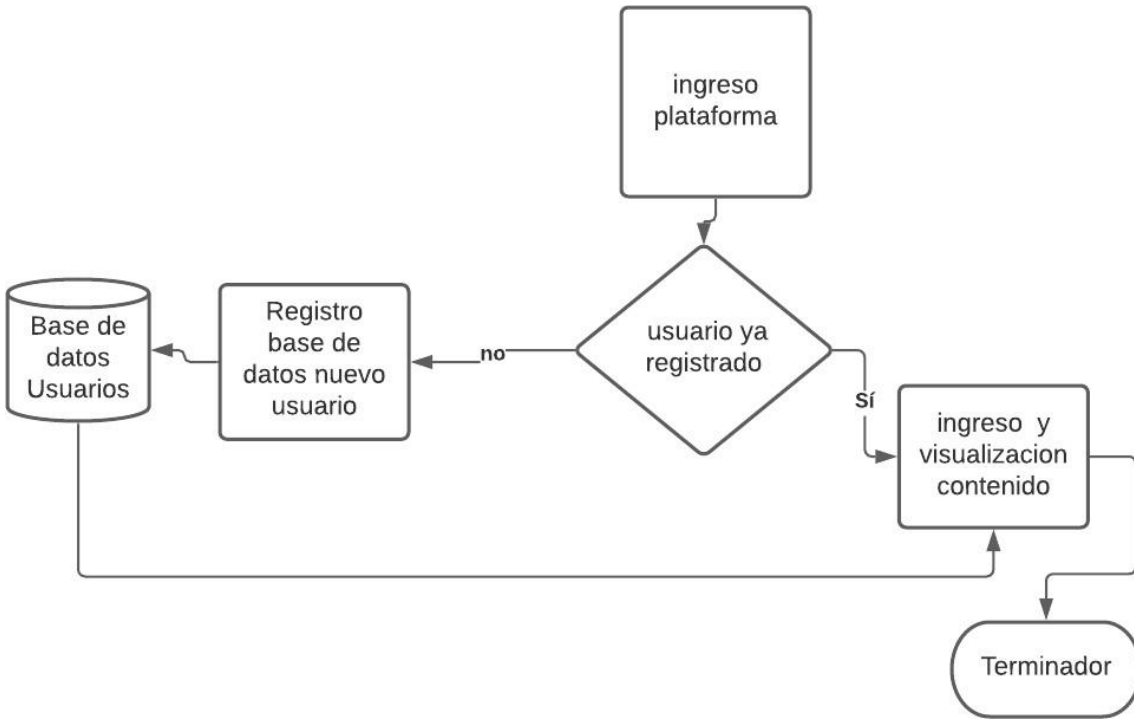 ingreso
plataforma
usuario ya
registrado
no
Sí
Registro
base de
datos nuevo
usuario
Base de
datos
Usuarios
ingreso y
visualizacion
contenido
Terminador